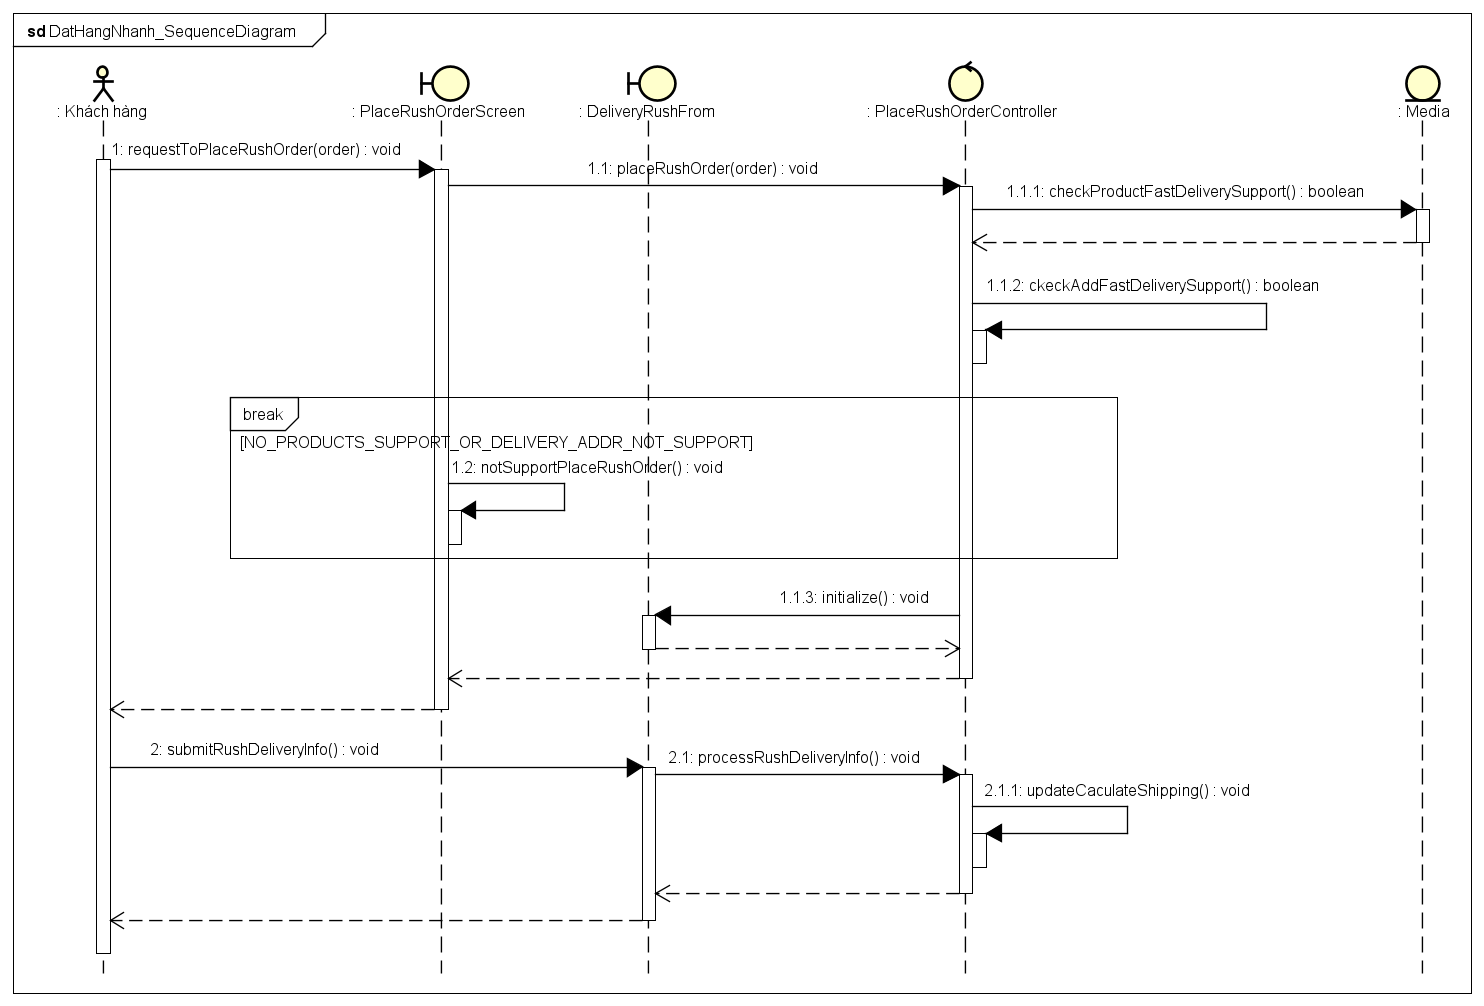 sd DatHangNhanh_SequenceDiagram
: Khách hàng
: PlaceRushOrderScreen
: DeliveryRushFrom
: PlaceRushOrderController
: Media
1: requestToPlaceRushOrder(order) : void
1.1: placeRushOrder(order) : void
1.1.1: checkProductFastDeliverySupport() : boolean
1.1.2: ckeckAddFastDeliverySupport() : boolean
break
[NO_PRODUCTS_SUPPORT_OR_DELIVERY_ADDR_NOT_SUPPORT]
1.2: notSupportPlaceRushOrder() : void
1.1.3: initialize() : void
2: submitRushDeliveryInfo() : void
2.1: processRushDeliveryInfo() : void
2.1.1: updateCaculateShipping() : void